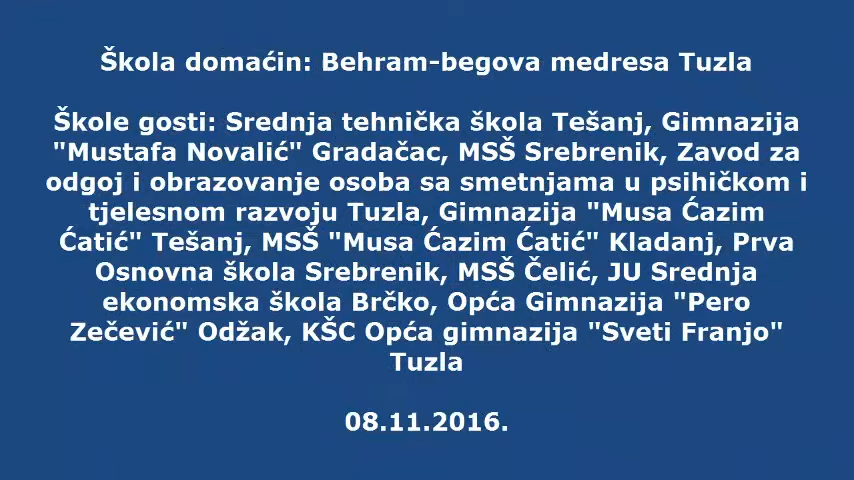 Škola domaćin: Behram-begova medresa Tuzla
Škole gosti: Srednja tehnička škola Tešanj, Gimnazija
"Mustafa Novalić" Gradačac, MSŠ Srebrenik, Zavod za
odgoj i obrazovanje osoba sa smetnjama u psihičkom i
tjelesnom razvoju Tuzla, Gimnazija "Musa Ćazim
Ćatić" Tešanj, MSŠ "Musa Ćazim Ćatić" Kladanj, Prva
Osnovna škola Srebrenik, MSŠ Čelić, JU Srednja
ekonomska škola Brčko, Opća Gimnazija "Pero
Zečević" Odžak, KŠC Opća gimnazija "Sveti Franjo"
Tuzla
08.11.2016.